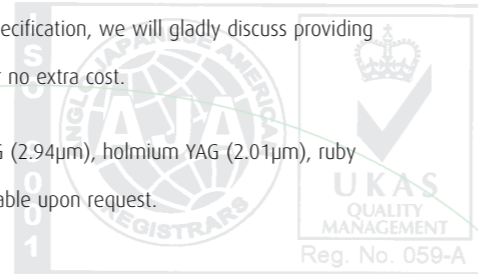 ecification, we will gladly discuss providing
r no extra cost.
G (2.94µm), holmium YAG (2.01µm), ruby
able upon request.
ISO 9001
ANGLO JAPANESE AMERICAN
AJA
REGISTRARS
UKAS
QUALITY
MANAGEMENT
Reg. No. 059-A